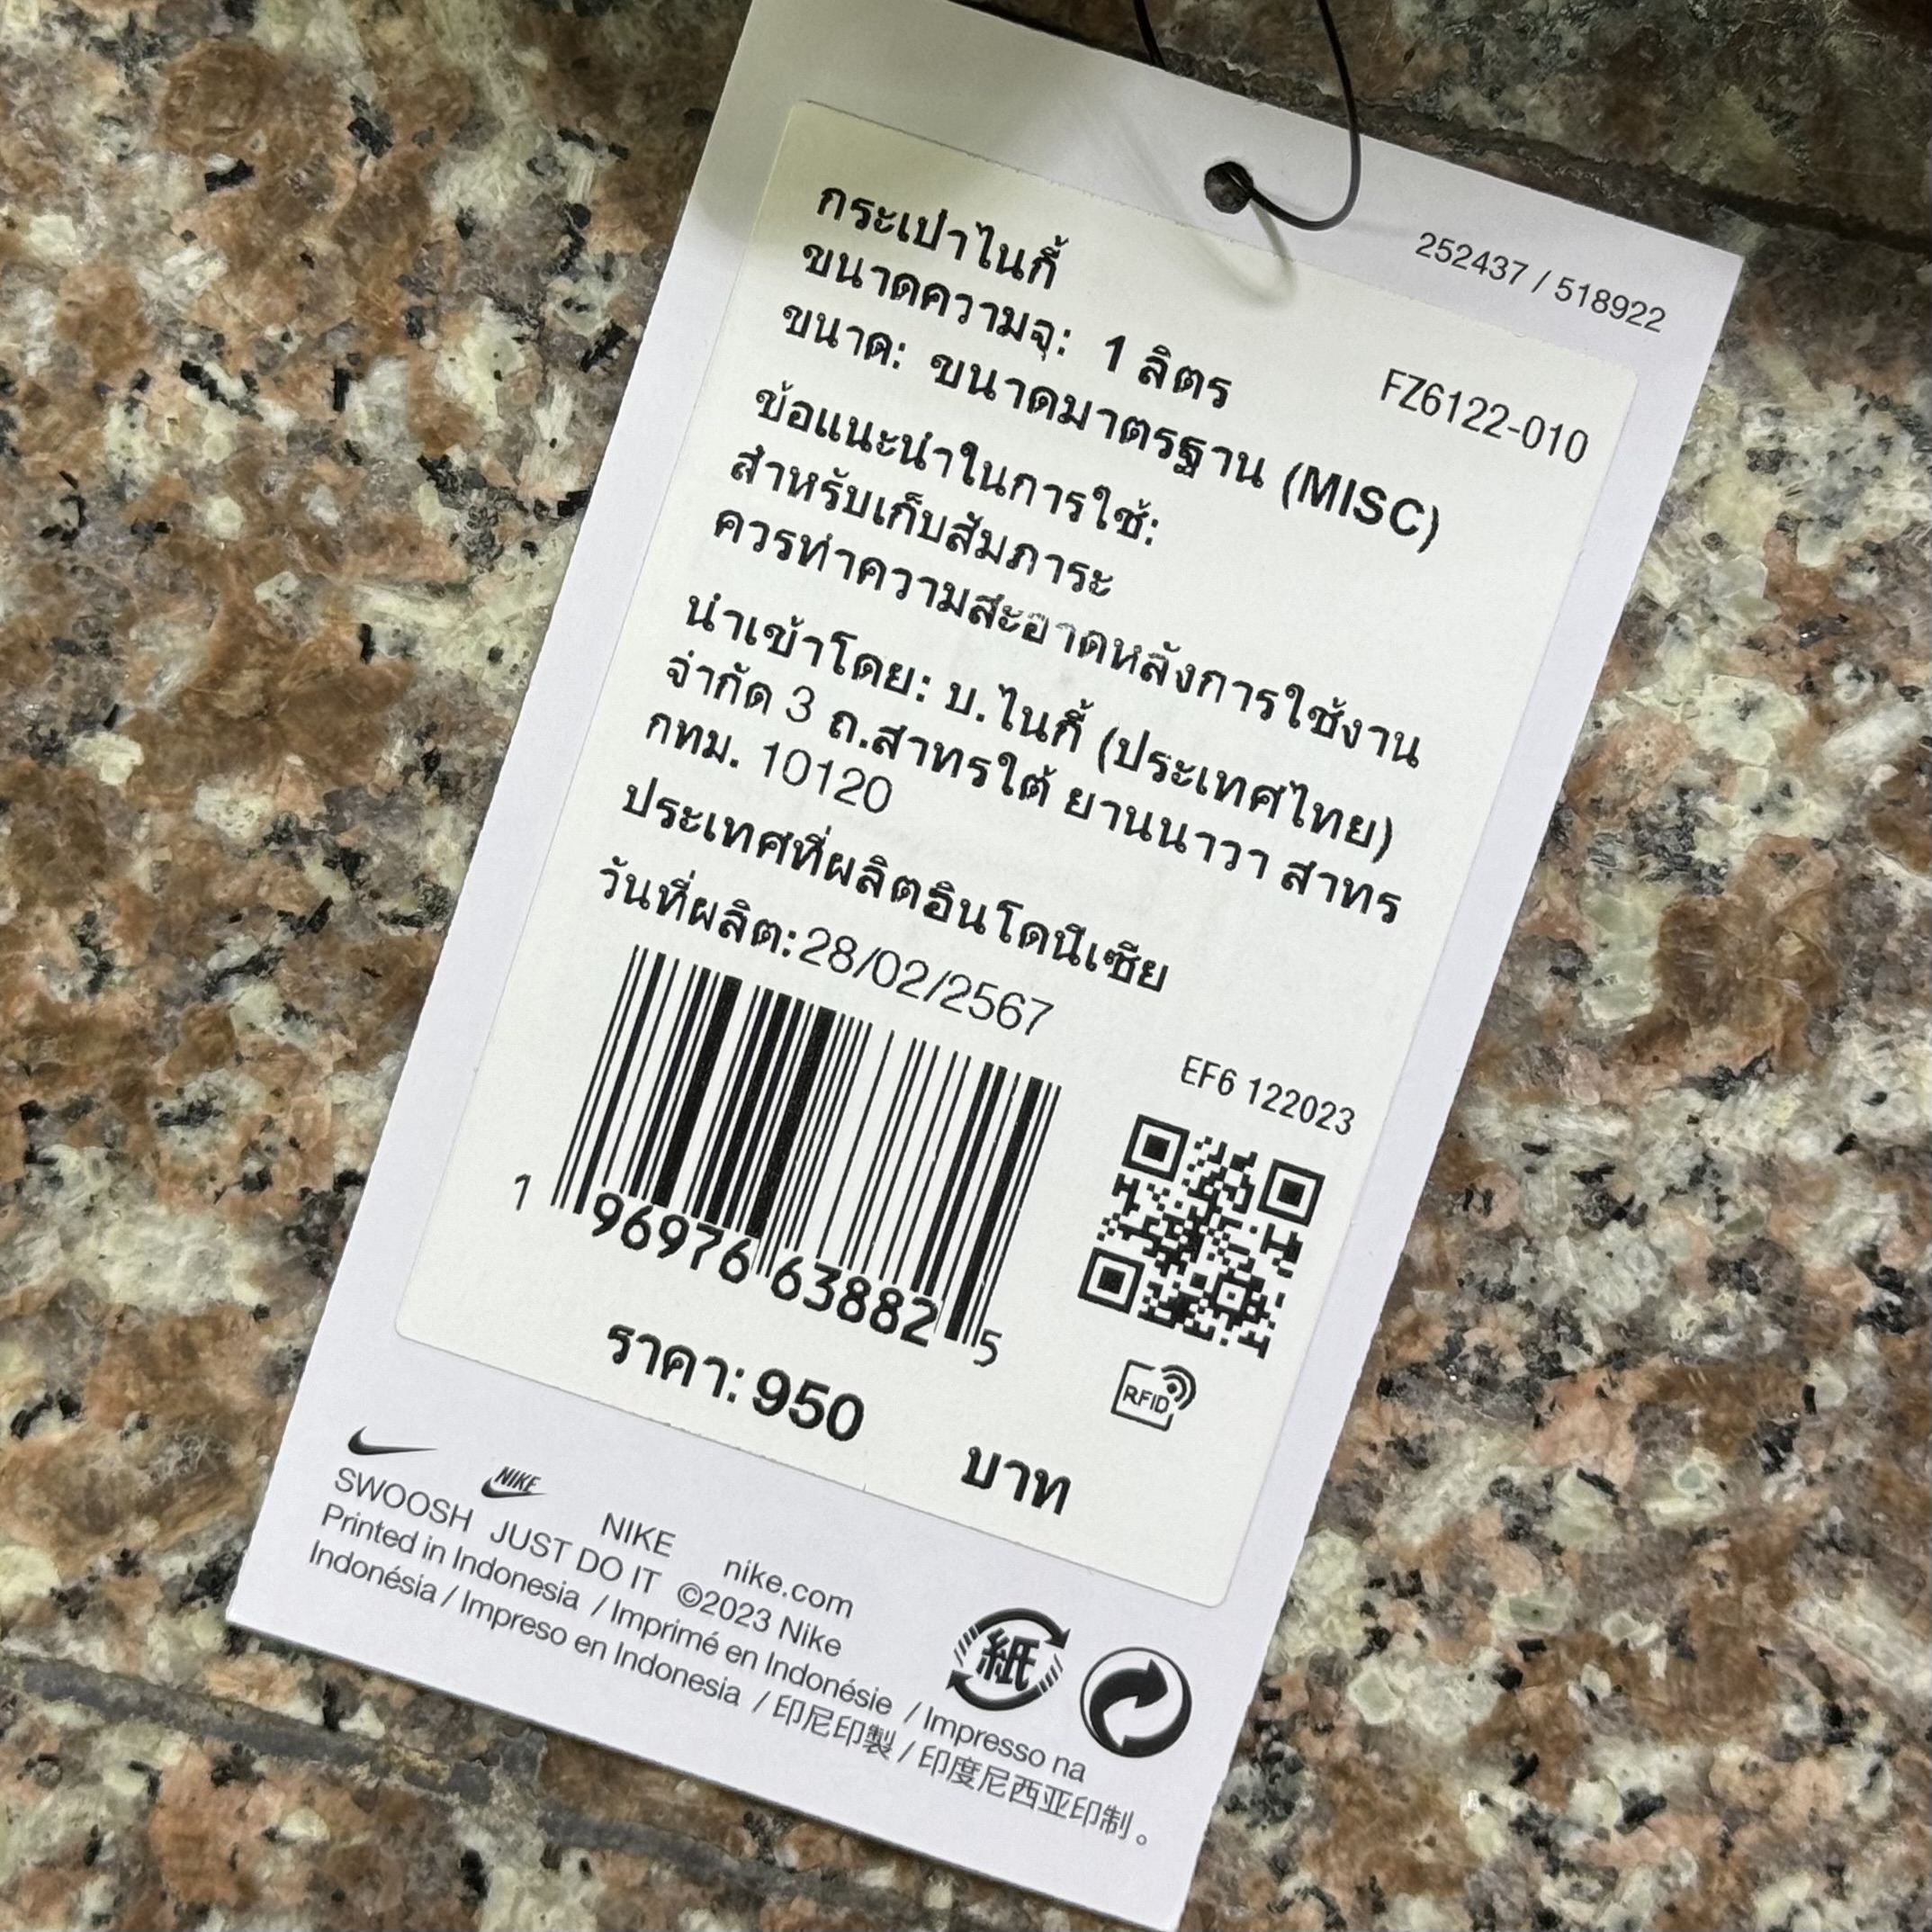 252437 / 518922
FZ6122-010
กระเป๋าไนกี้
ขนาดความจุ: 1 ลิตร
ขนาด: ขนาดมาตรฐาน (MISC)
ข้อแนะนำในการใช้:
สำหรับเก็บสัมภาระ
ควรทำความสะอาดหลังการใช้งาน
นำเข้าโดย: บ.ไนกี้ (ประเทศไทย)
จำกัด 3 ถ.สาทรใต้ ยานนาวา สาทร
กทม. 10120
ประเทศที่ผลิตอินโดนีเซีย
วันที่ผลิต:28/02/2567
EF6 122023
1 96976 63882 5
RFID
ราคา: 950 บาท
NIKE NIKE nike.com
SWOOSH JUST DO IT ©2023 Nike
Printed in Indonesia / Imprimé en Indonésie / Impresso na
Indonésia / Impreso en Indonesia / 印尼印製 / 印度尼西亚印制。
紙